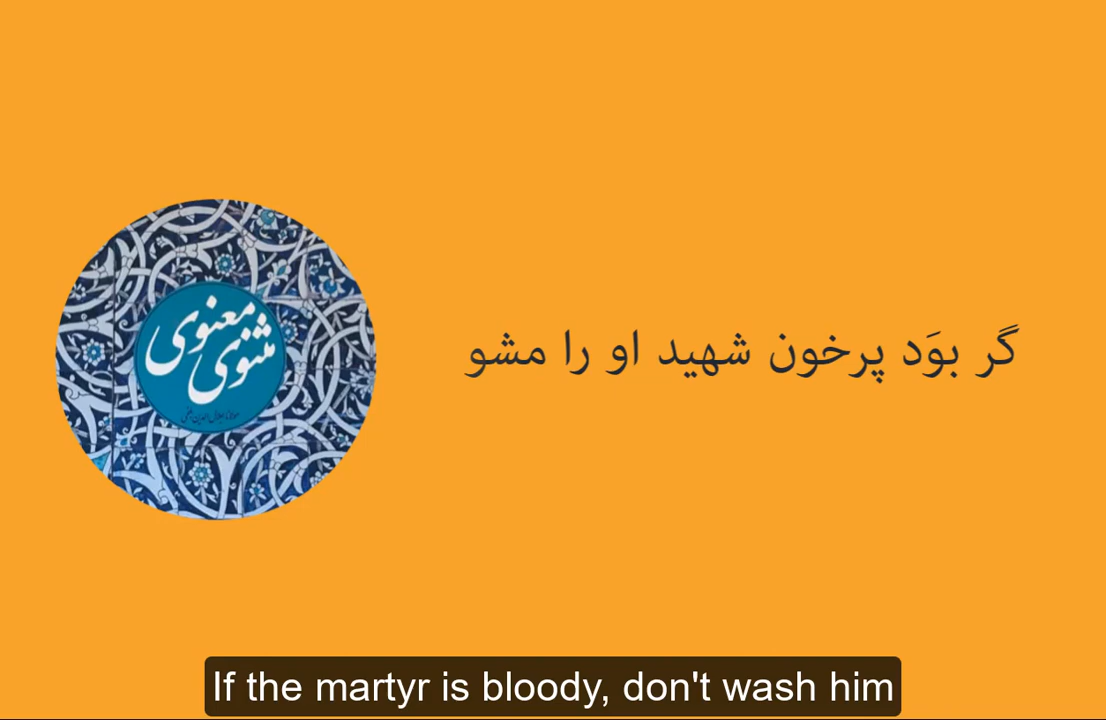 مثنوی معنوی
گر بوَد پرخون شهید او را مشو
If the martyr is bloody, don't wash him